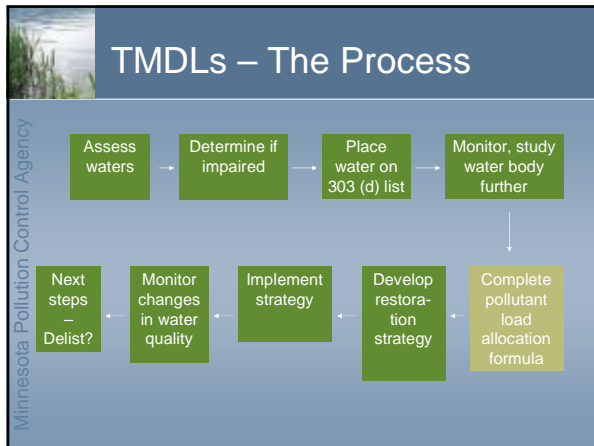 TMDLs – The Process
Minnesota Pollution Control Agency
Assess
waters
Determine if
impaired
Place
water on
303 (d) list
Monitor, study
water body
further
Complete
pollutant
load
allocation
formula
Develop
restora-
tion
strategy
Implement
strategy
Monitor
changes
in water
quality
Next
steps
–
Delist?